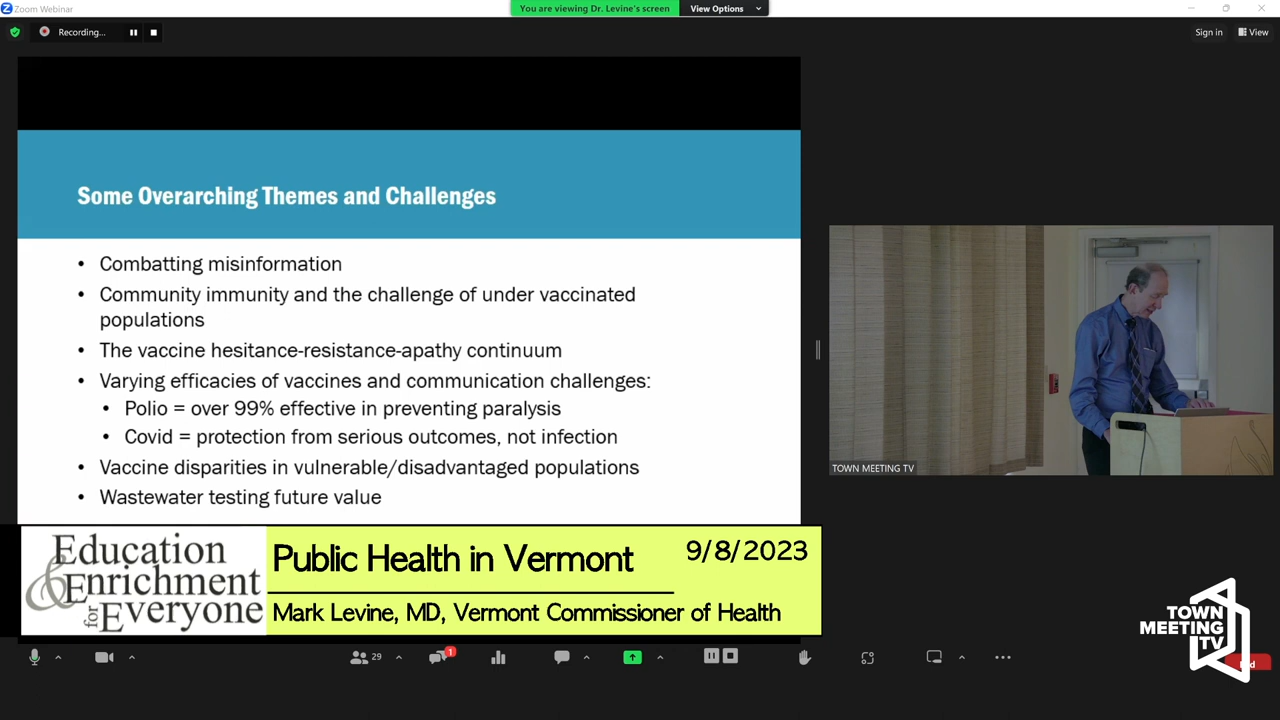 Zoom Webinar
You are viewing Dr. Levine's screen
View Options
Recording...
Sign in
View
Some Overarching Themes and Challenges
• Combatting misinformation
• Community immunity and the challenge of under vaccinated
populations
• The vaccine hesitance-resistance-apathy continuum
• Varying efficacies of vaccines and communication challenges:
• Polio = over 99% effective in preventing paralysis
• Covid = protection from serious outcomes, not infection
• Vaccine disparities in vulnerable/disadvantaged populations
• Wastewater testing future value
TOWN MEETING TV
Education
& Enrichment
for Everyone
Public Health in Vermont
9/8/2023
Mark Levine, MD, Vermont Commissioner of Health
29
1
TOWN
MEETING
TV